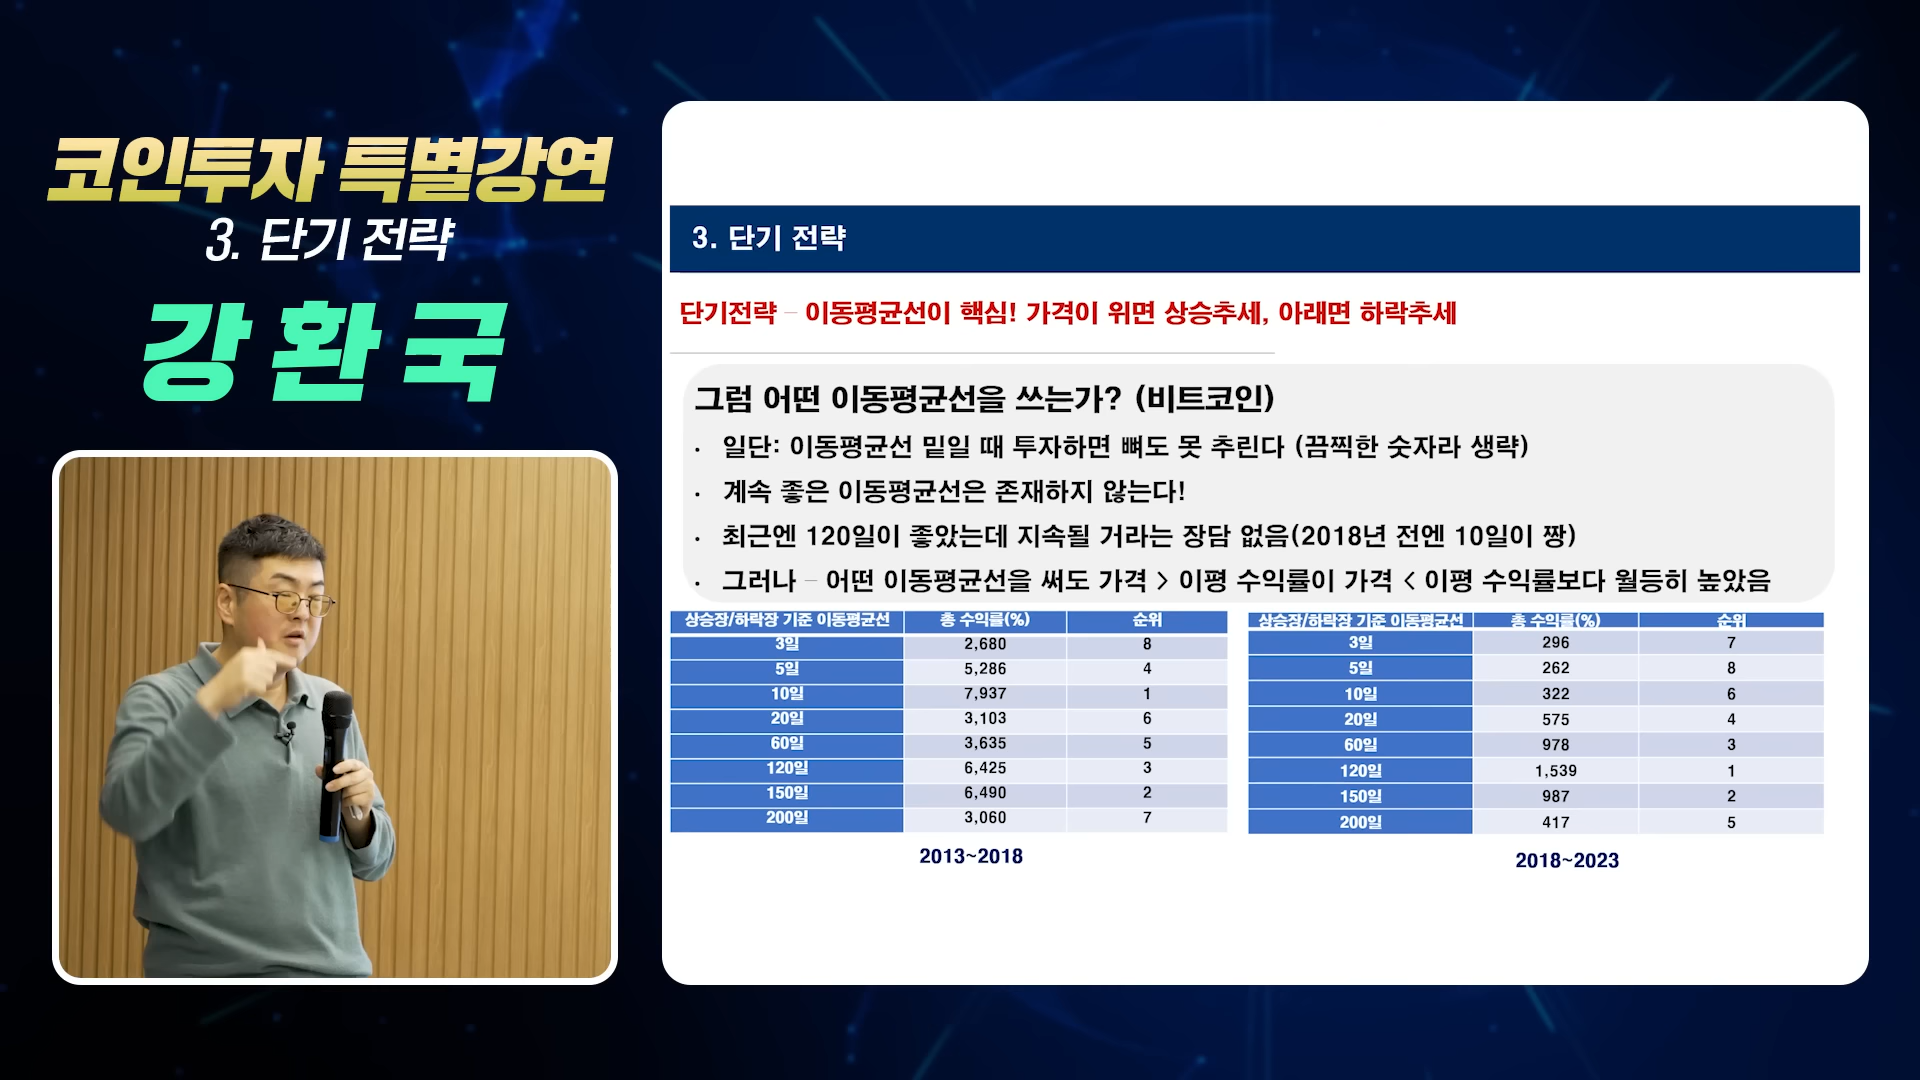 코인투자 특별강연
3. 단기 전략
강환국
3. 단기 전략
단기전략 – 이동평균선이 핵심! 가격이 위면 상승추세, 아래면 하락추세
그럼 어떤 이동평균선을 쓰는가? (비트코인)
· 일단: 이동평균선 밑일 때 투자하면 뼈도 못 추린다 (끔찍한 숫자라 생략)
· 계속 좋은 이동평균선은 존재하지 않는다!
· 최근엔 120일이 좋았는데 지속될 거라는 장담 없음(2018년 전엔 10일이 짱)
· 그러나 – 어떤 이동평균선을 써도 가격 > 이평 수익률이 가격 < 이평 수익률보다 월등히 높았음
상승장/하락장 기준 이동평균선 총 수익률(%) 순위
3일 2,680 8
5일 5,286 4
10일 7,937 1
20일 3,103 6
60일 3,635 5
120일 6,425 3
150일 6,490 2
200일 3,060 7
2013~2018
상승장/하락장 기준 이동평균선 총 수익률(%) 순위
3일 296 7
5일 262 8
10일 322 6
20일 575 4
60일 978 3
120일 1,539 1
150일 987 2
200일 417 5
2018~2023